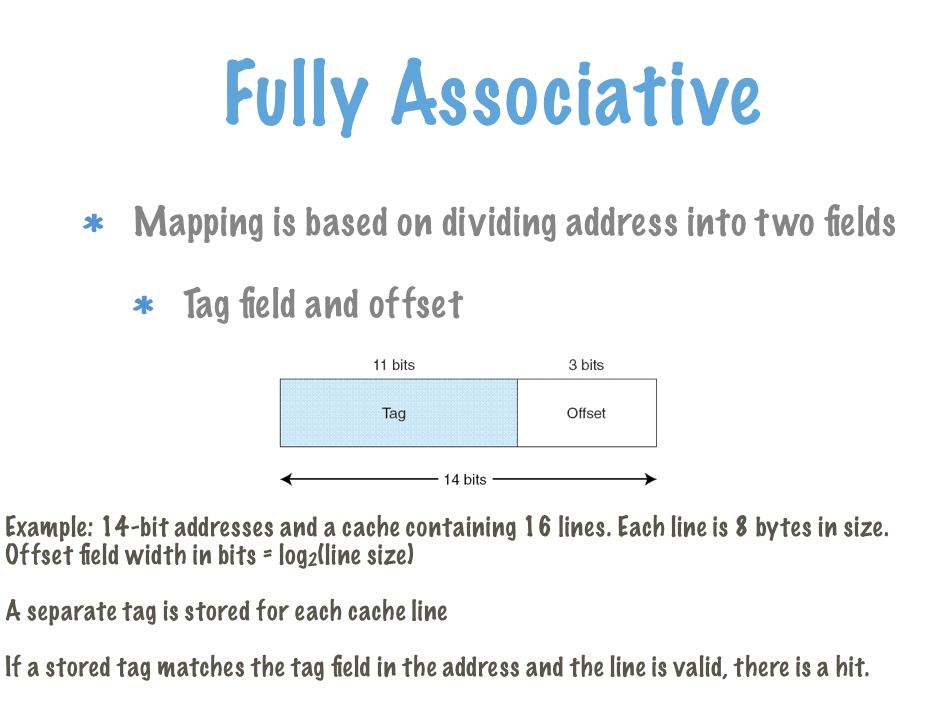 Fully Associative
* Mapping is based on dividing address into two fields
* Tag field and offset
11 bits 3 bits
Tag Offset
14 bits
Example: 14-bit addresses and a cache containing 16 lines. Each line is 8 bytes in size.
Offset field width in bits = log₂(line size)
A separate tag is stored for each cache line
If a stored tag matches the tag field in the address and the line is valid, there is a hit.